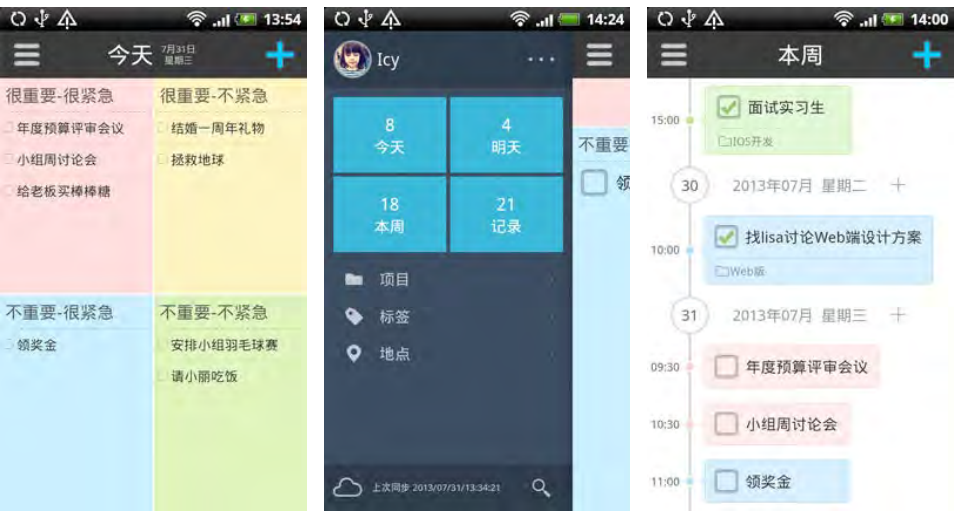 13:54
今天 7月31日
星期三
很重要-很紧急
年度预算评审会议
小组周讨论会
给老板买棒棒糖
很重要-不紧急
结婚一周年礼物
拯救地球
不重要-很紧急
领奖金
不重要-不紧急
安排小组羽毛球赛
请小丽吃饭
14:24
Icy
8
今天
4
明天
18
本周
21
记录
项目
标签
地点
上次同步 2013/07/31/13:34:21
不重要
领
14:00
本周
15:00
面试实习生
IOS开发
30 2013年07月 星期二
10:00
找lisa讨论Web端设计方案
Web版
31 2013年07月 星期三
09:30 年度预算评审会议
10:30 小组周讨论会
11:00 领奖金